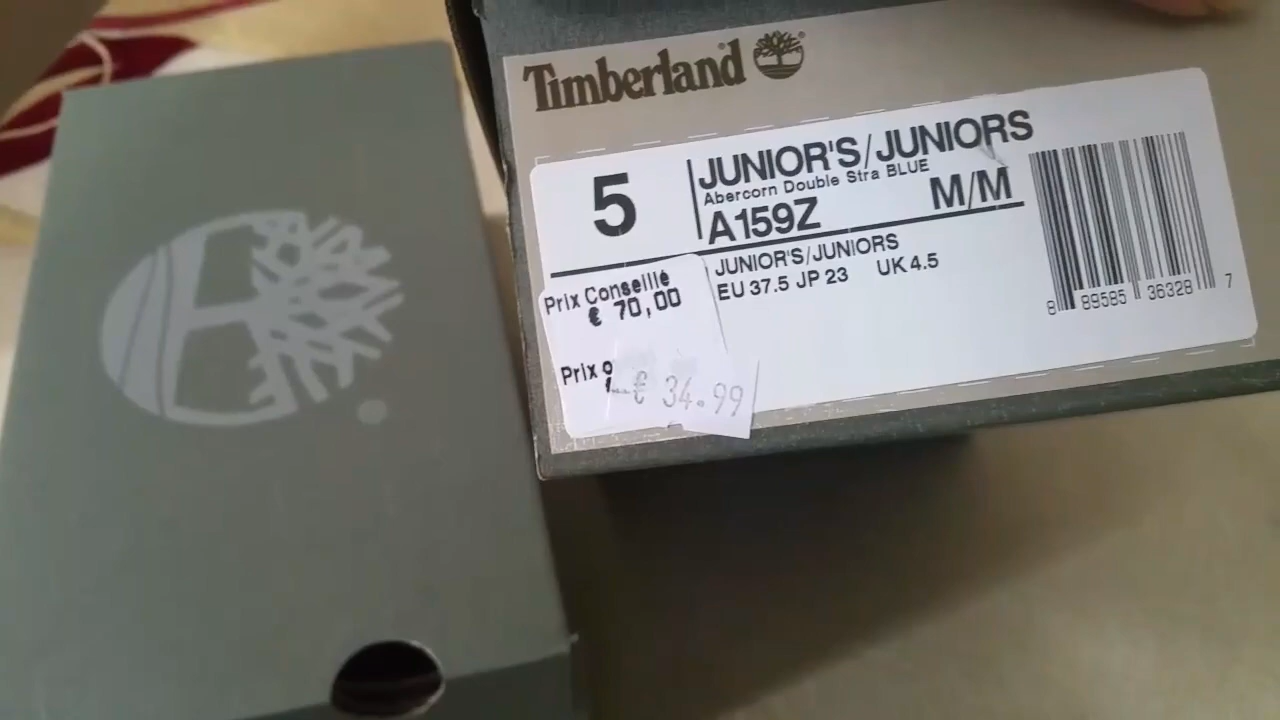 Timberland
5
JUNIOR'S/JUNIORS
Abercorn Double Stra BLUE
A159Z M/M
JUNIOR'S/JUNIORS
EU 37.5 JP 23 UK 4.5
Prix Conseillé
€ 70,00
Prix
€ 34.99
8 89585 36328 7